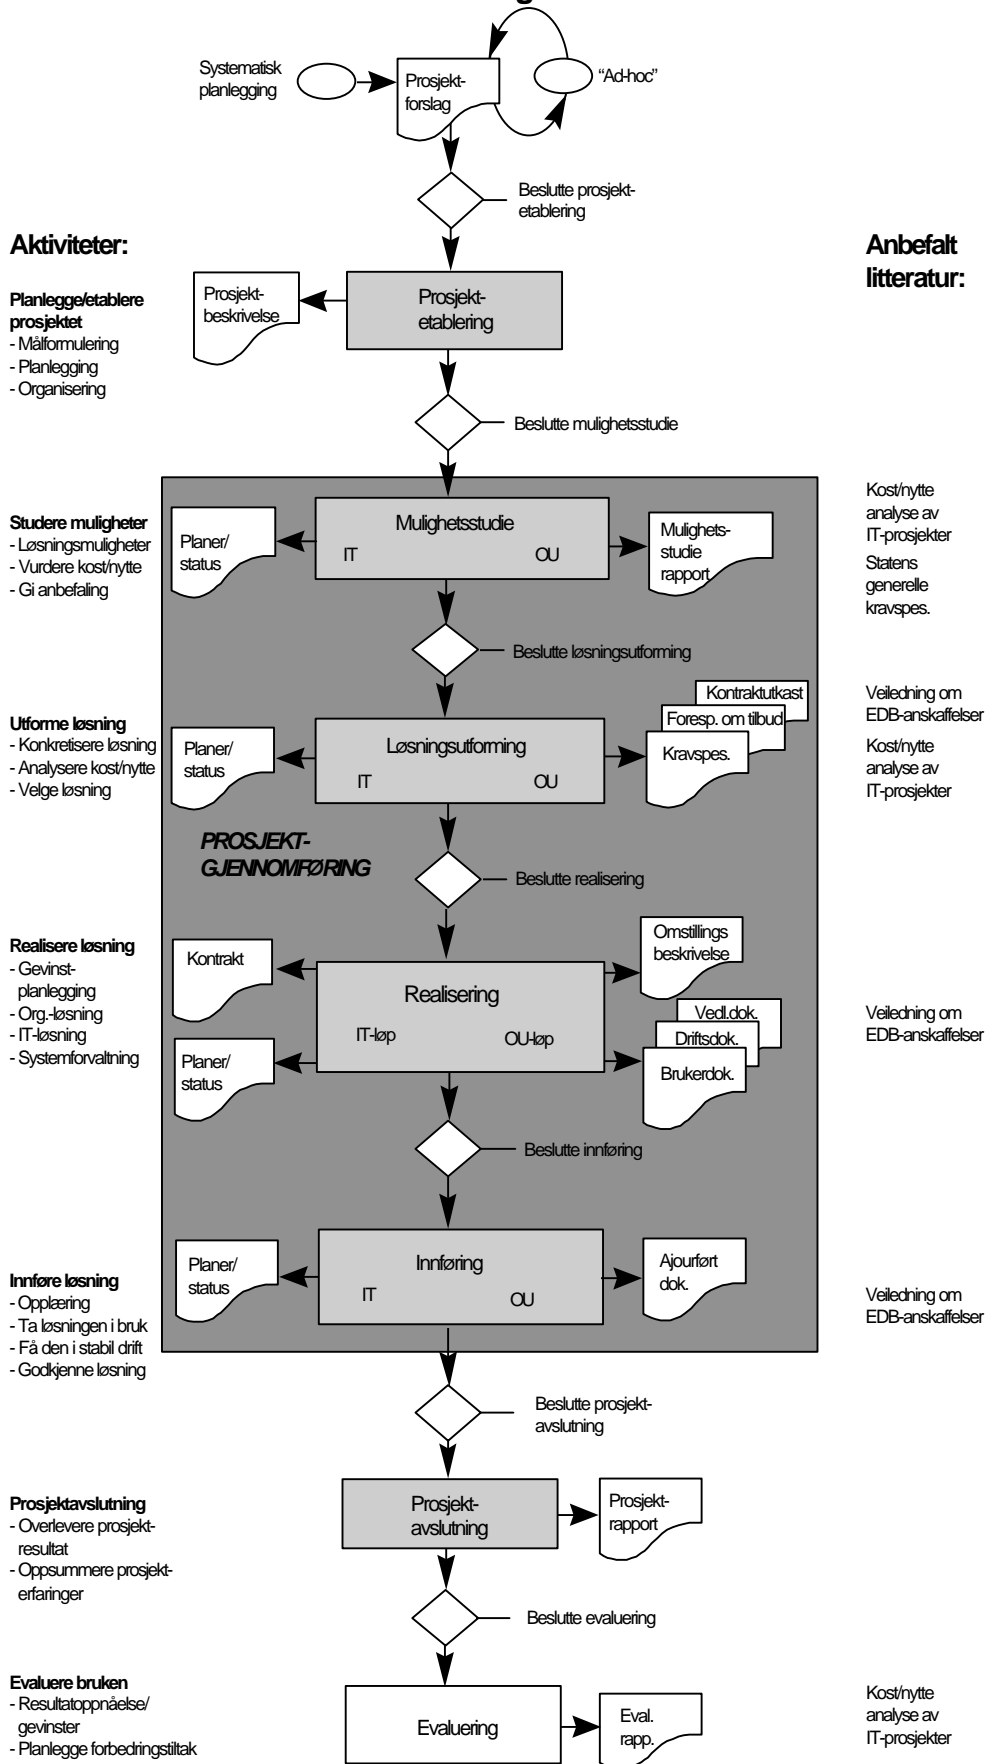 Systematisk
planlegging
Prosjekt-
forslag
“Ad-hoc”
Beslutte prosjekt-
etablering
Aktiviteter:
Anbefalt
litteratur:
Planlegge/etablere
prosjektet
- Målformulering
- Planlegging
- Organisering
Prosjekt-
beskrivelse
Prosjekt-
etablering
Beslutte mulighetsstudie
Studere muligheter
- Løsningsmuligheter
- Vurdere kost/nytte
- Gi anbefaling
Planer/
status
Mulighetsstudie
IT OU
Mulighets-
studie
rapport
Kost/nytte
analyse av
IT-prosjekter
Statens
generelle
kravspes.
Beslutte løsningsutforming
Utforme løsning
- Konkretisere løsning
- Analysere kost/nytte
- Velge løsning
Planer/
status
Løsningsutforming
IT OU
Kontraktutkast
Foresp. om tilbud
Kravspes.
Veiledning om
EDB-anskaffelser
Kost/nytte
analyse av
IT-prosjekter
PROSJEKT-
GJENNOMFØRING
Beslutte realisering
Realisere løsning
- Gevinst-
planlegging
- Org.-løsning
- IT-løsning
- Systemforvaltning
Kontrakt
Planer/
status
Realisering
IT-løp OU-løp
Omstillings
beskrivelse
Vedl.dok.
Driftsdok.
Brukerdok.
Veiledning om
EDB-anskaffelser
Beslutte innføring
Innføre løsning
- Opplæring
- Ta løsningen i bruk
- Få den i stabil drift
- Godkjenne løsning
Planer/
status
Innføring
IT OU
Ajourført
dok.
Veiledning om
EDB-anskaffelser
Beslutte prosjekt-
avslutning
Prosjektavslutning
- Overlevere prosjekt-
resultat
- Oppsummere prosjekt-
erfaringer
Prosjekt-
avslutning
Prosjekt-
rapport
Beslutte evaluering
Evaluere bruken
- Resultatoppnåelse/
gevinster
- Planlegge forbedringstiltak
Evaluering
Eval.
rapp.
Kost/nytte
analyse av
IT-prosjekter